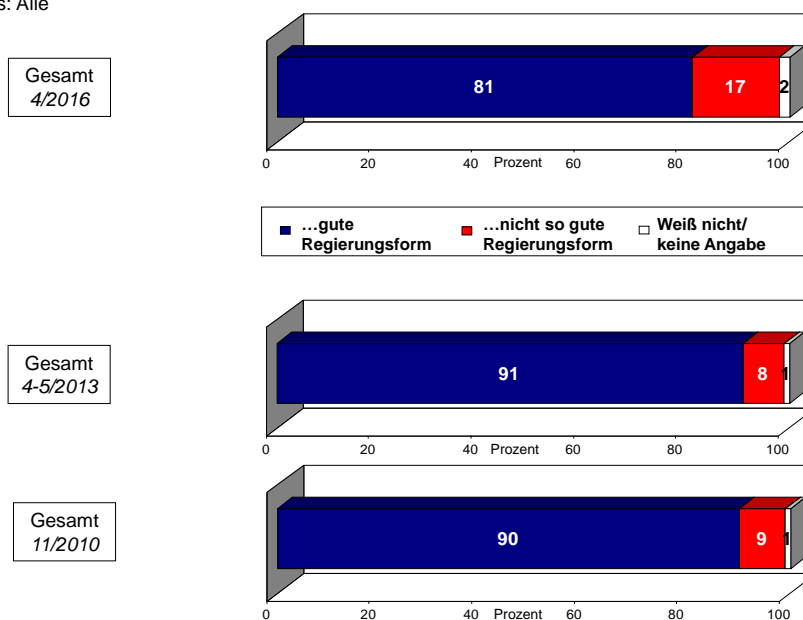 s: Alle
Gesamt
4/2016
81 17 2
0 20 40 Prozent 60 80 100
…gute
Regierungsform
…nicht so gute
Regierungsform
Weiß nicht/
keine Angabe
Gesamt
4-5/2013
91 8 1
0 20 40 Prozent 60 80 100
Gesamt
11/2010
90 9 1
0 20 40 Prozent 60 80 100